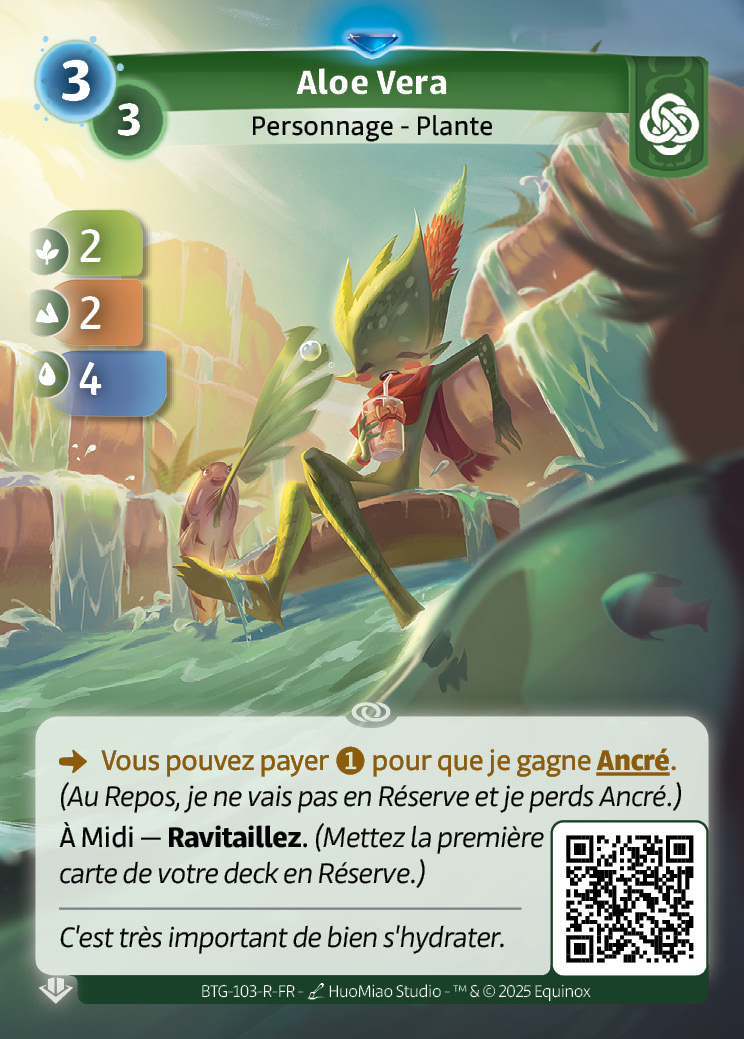 3
Aloe Vera
3
Personnage - Plante
2
2
4
Vous pouvez payer 1 pour que je gagne Ancré.
(Au Repos, je ne vais pas en Réserve et je perds Ancré.)
À Midi — Ravitaillez. (Mettez la première
carte de votre deck en Réserve.)
C'est très important de bien s'hydrater.
BTG-103-R-FR - HuoMiao Studio - ™ & © 2025 Equinox